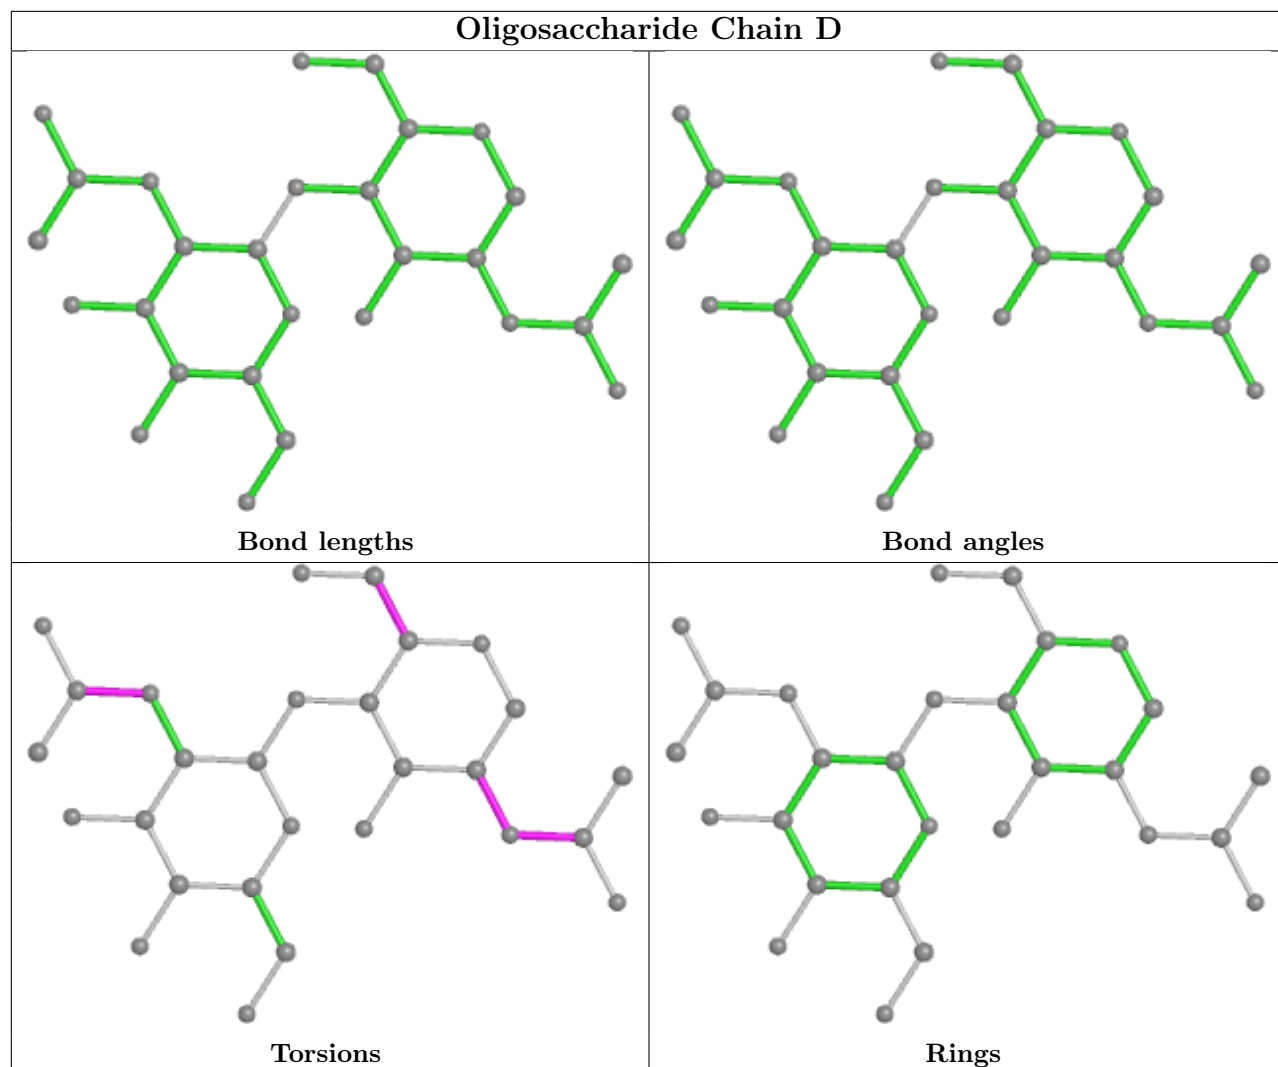 Oligosaccharide Chain D
Bond lengths
Bond angles
Torsions
Rings